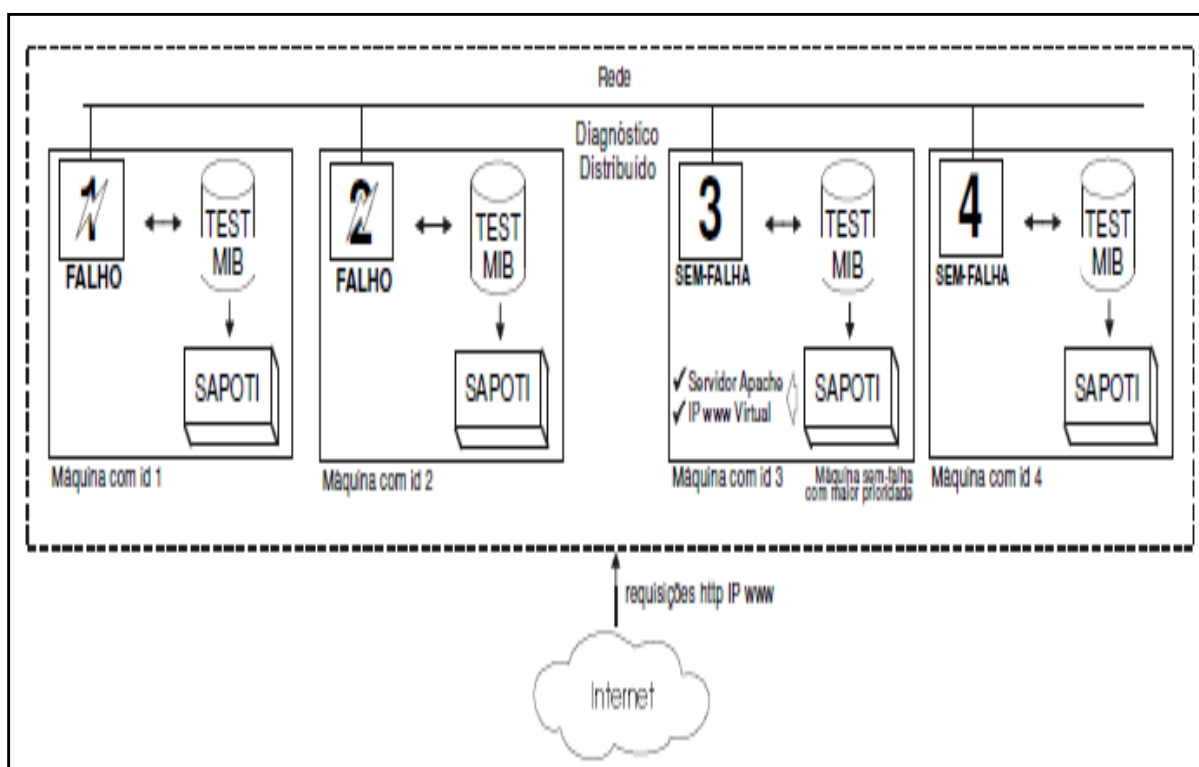 Rede
Diagnóstico
Distribuído
1
FALHO
TEST
MIB
SAPOTI
Máquina com id 1
2
FALHO
TEST
MIB
SAPOTI
Máquina com id 2
3
SEM-FALHA
TEST
MIB
✓ Servidor Apache
✓ IP www Virtual
SAPOTI
Máquina com id 3
Máquina sem-falha
com maior prioridade
4
SEM-FALHA
TEST
MIB
SAPOTI
Máquina com id 4
requisições http IP www
Internet